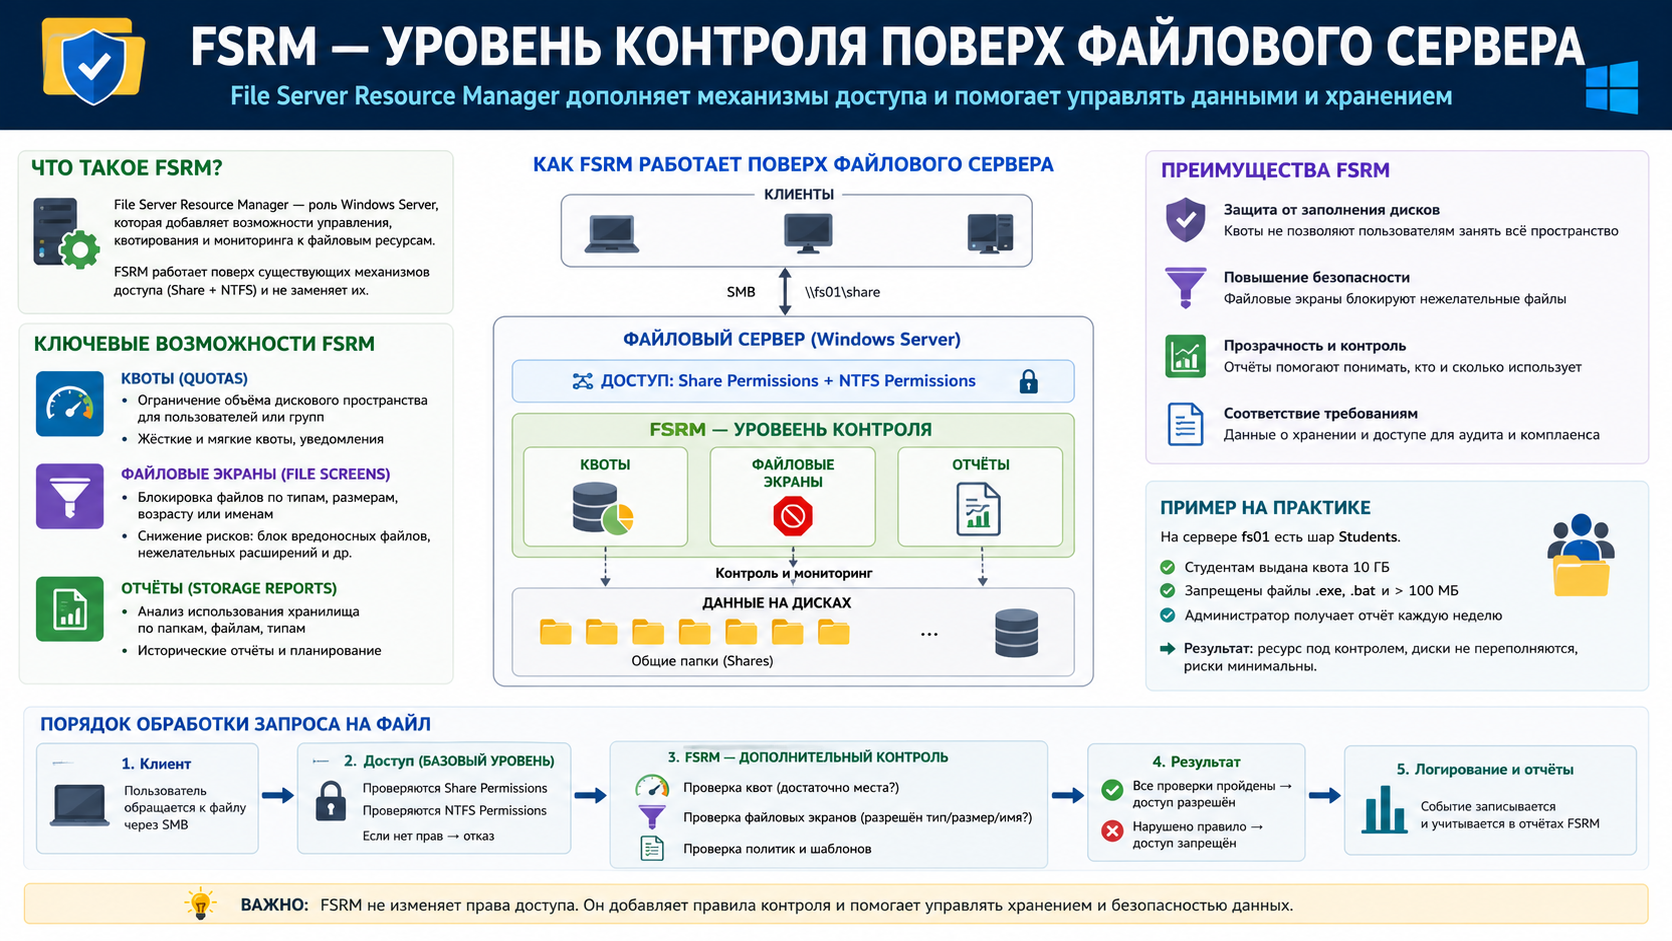 FSRM — УРОВЕНЬ КОНТРОЛЯ ПОВЕРХ ФАЙЛОВОГО СЕРВЕРА
File Server Resource Manager дополняет механизмы доступа и помогает управлять данными и хранением
ЧТО ТАКОЕ FSRM?
File Server Resource Manager — роль Windows Server,
которая добавляет возможности управления,
квотирования и мониторинга к файловым ресурсам.
FSRM работает поверх существующих механизмов
доступа (Share + NTFS) и не заменяет их.
КЛЮЧЕВЫЕ ВОЗМОЖНОСТИ FSRM
КВОТЫ (QUOTAS)
• Ограничение объёма дискового пространства
для пользователей или групп
• Жёсткие и мягкие квоты, уведомления
ФАЙЛОВЫЕ ЭКРАНЫ (FILE SCREENS)
• Блокировка файлов по типам, размерам,
возрасту или именам
• Снижение рисков: блок вредоносных файлов,
нежелательных расширений и др.
ОТЧЁТЫ (STORAGE REPORTS)
• Анализ использования хранилища
по папкам, файлам, типам
• Исторические отчёты и планирование
КАК FSRM РАБОТАЕТ ПОВЕРХ ФАЙЛОВОГО СЕРВЕРА
КЛИЕНТЫ
SMB
\\fs01\share
ФАЙЛОВЫЙ СЕРВЕР (Windows Server)
ДОСТУП: Share Permissions + NTFS Permissions
FSRM — УРОВБЕНЬ КОНТРОЛЯ
КВОТЫ
ФАЙЛОВЫЕ
ЭКРАНЫ
ОТЧЁТЫ
Контроль и мониторинг
ДАННЫЕ НА ДИСКАХ
...
Общие папки (Shares)
ПРЕИМУЩЕСТВА FSRM
Защита от заполнения дисков
Квоты не позволяют пользователям занять всё пространство
Повышение безопасности
Файловые экраны блокируют нежелательные файлы
Прозрачность и контроль
Отчёты помогают понимать, кто и сколько использует
Соответствие требованиям
Данные о хранении и доступе для аудита и комплаенса
ПРИМЕР НА ПРАКТИКЕ
На сервере fs01 есть шар Students.
Студентам выдана квота 10 ГБ
Запрещены файлы .exe, .bat и > 100 МБ
Администратор получает отчёт каждую неделю
Результат: ресурс под контролем, диски не переполняются,
риски минимальны.
ПОРЯДОК ОБРАБОТКИ ЗАПРОСА НА ФАЙЛ
1. Клиент
Пользователь
обращается к файлу
через SMB
2. Доступ (БАЗОВЫЙ УРОВЕНЬ)
Проверяются Share Permissions
Проверяются NTFS Permissions
Если нет прав → отказ
3. FSRM — ДОПОЛНИТЕЛЬНЫЙ КОНТРОЛЬ
Проверка квот (достаточно места?)
Проверка файловых экранов (разрешён тип/размер/имя?)
Проверка политик и шаблонов
4. Результат
Все проверки пройдены →
доступ разрешён
Нарушено правило →
доступ запрещён
5. Логирование и отчёты
Событие записывается
и учитывается в отчётах FSRM
ВАЖНО: FSRM не изменяет права доступа. Он добавляет правила контроля и помогает управлять хранением и безопасностью данных.